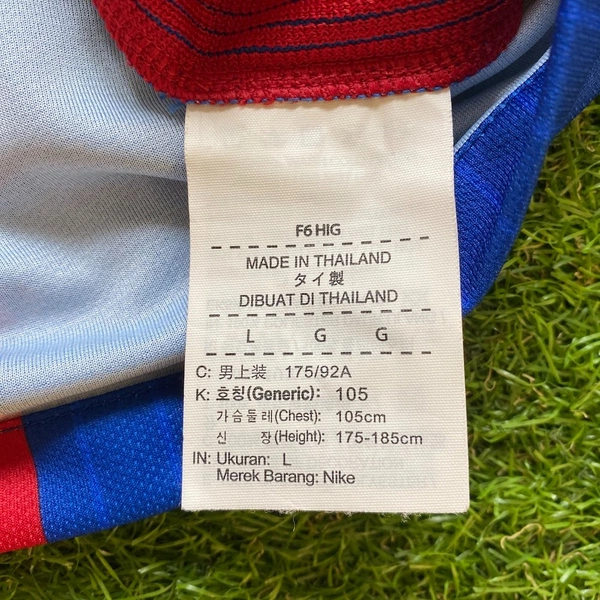 F6 HIG
MADE IN THAILAND
タイ製
DIBUAT DI THAILAND
L G G
C: 男上装 175/92A
K: 호칭(Generic): 105
가슴둘레(Chest): 105cm
신 장(Height): 175-185cm
IN: Ukuran: L
Merek Barang: Nike